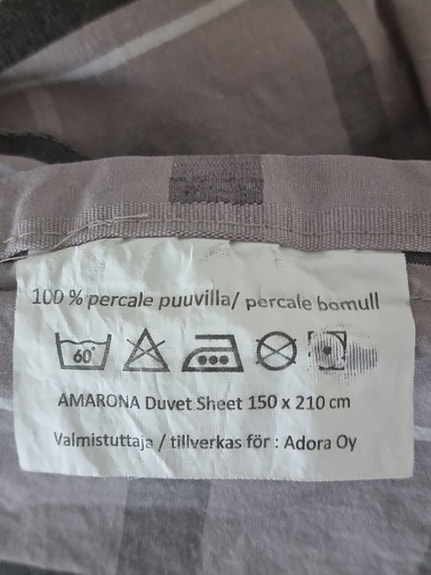 100 % percale puuvilla/ percale bomull
60°
AMARONA Duvet Sheet 150 x 210 cm
Valmistuttaja / tillverkas för : Adora Oy